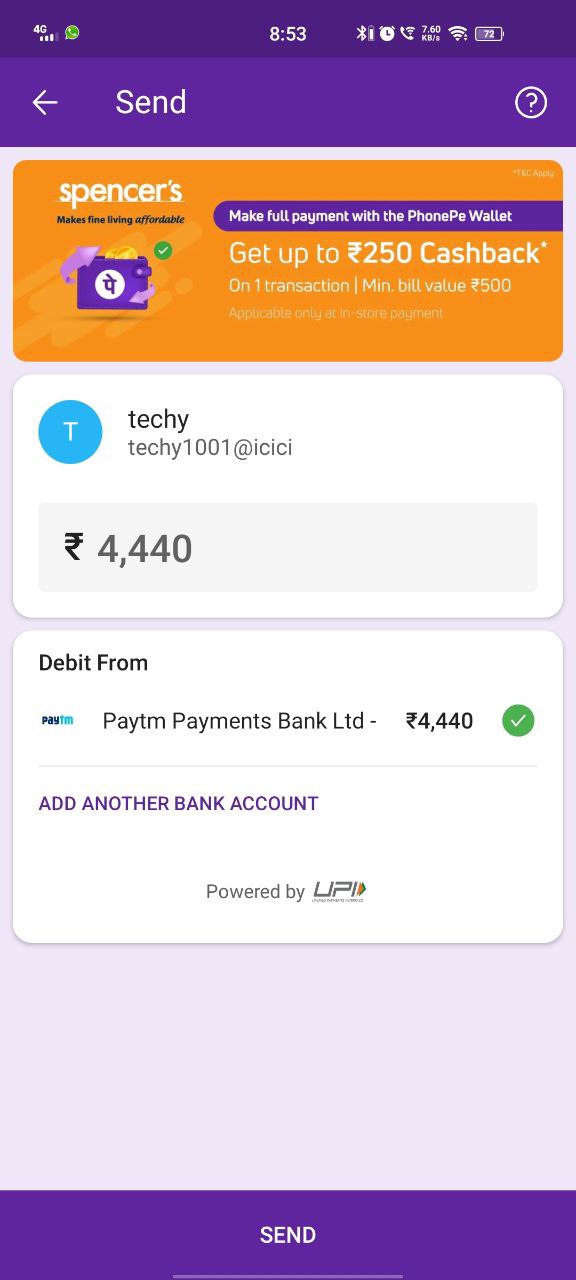 4G 8:53 7.60 KB/s 72
Send
*T&C Apply
spencer's
Makes fine living affordable
Make full payment with the PhonePe Wallet
Get up to ₹250 Cashback*
On 1 transaction | Min. bill value ₹500
Applicable only at in-store payment
पे
T
techy
techy1001@icici
₹ 4,440
Debit From
paytm Paytm Payments Bank Ltd - ₹4,440
ADD ANOTHER BANK ACCOUNT
Powered by UPI
SEND